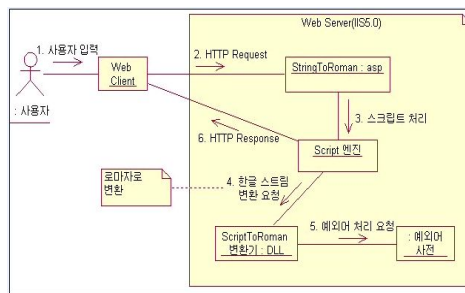 Web Server(IIS5.0)
1. 사용자 입력
2. HTTP Request
Web
Client
StringToRoman : asp
: 사용자
3. 스크립트 처리
6. HTTP Response
Script 엔진
로마자로
변환
4. 한글 스트림
변환 요청
5. 예외어 처리 요청
ScriptToRoman
변환기 : DLL
: 예외어
사전